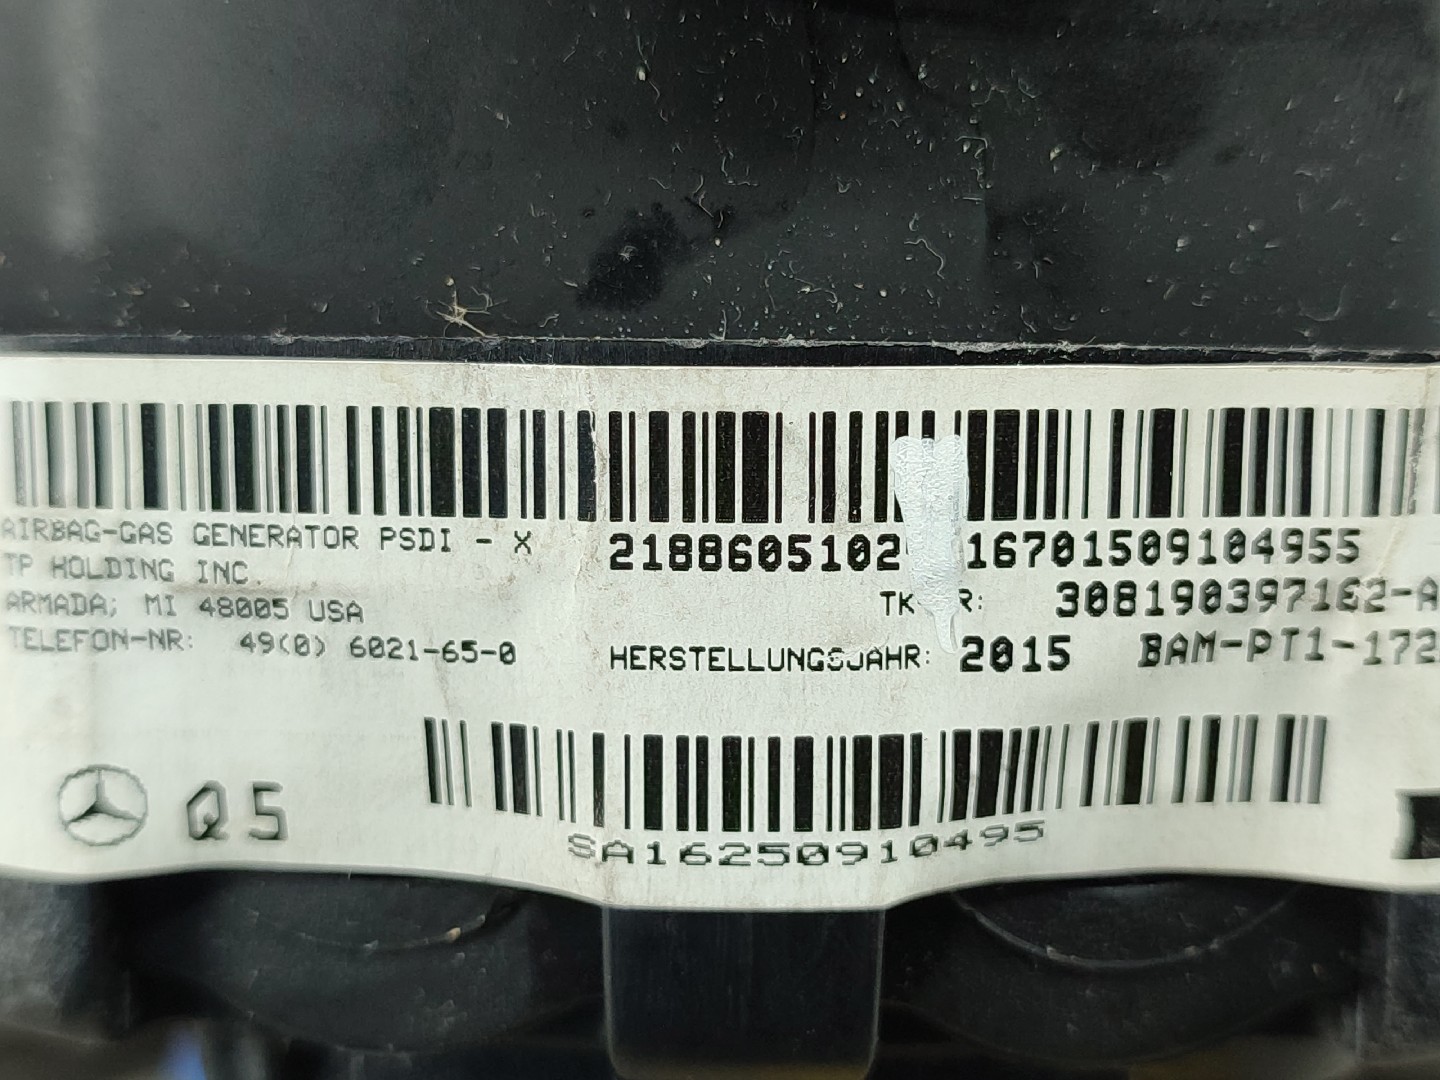 AIRBAG-GAS GENERATOR PSDI - X
TP HOLDING INC.
ARMADA; MI 48005 USA
TELEFON-NR: 49(0) 6021-65-0
2188605102 16701509104955
308190397162-A
HERSTELLUNGSJAHR: 2015 BAM-PT1-172
Q5
SA16250910495